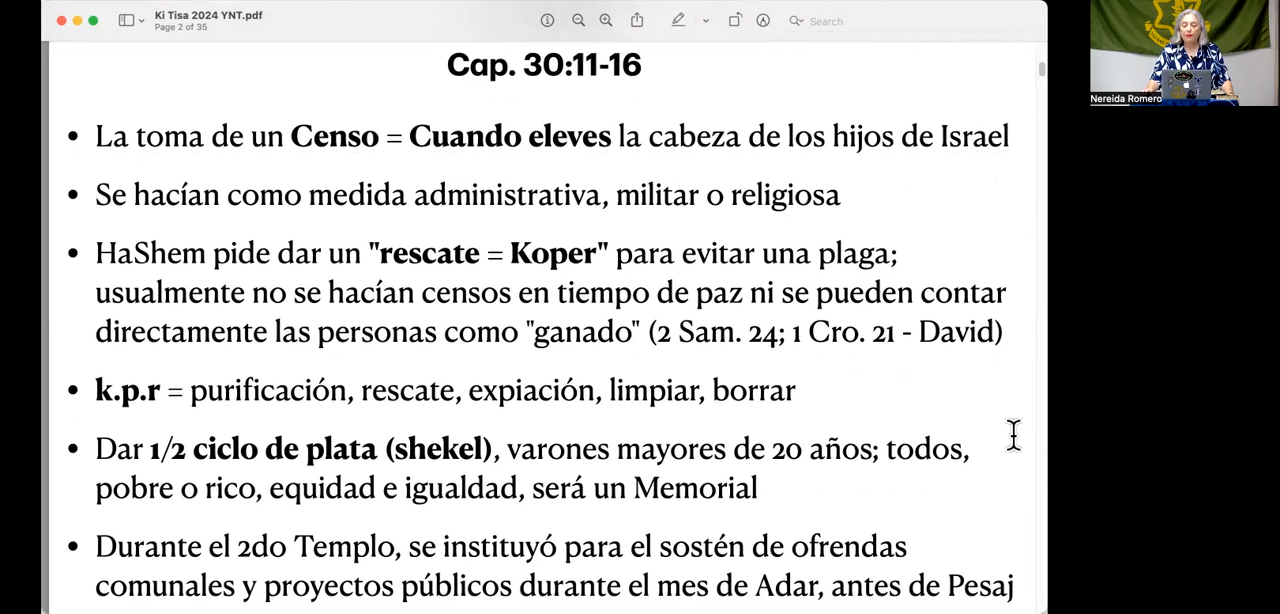 Ki Tisa 2024 YNT.pdf
Page 2 of 35
Search
Nereida Romero
Cap. 30:11-16
• La toma de un Censo = Cuando eleves la cabeza de los hijos de Israel
• Se hacían como medida administrativa, militar o religiosa
• HaShem pide dar un "rescate = Koper" para evitar una plaga;
usualmente no se hacían censos en tiempo de paz ni se pueden contar
directamente las personas como "ganado" (2 Sam. 24; 1 Cro. 21 - David)
• k.p.r = purificación, rescate, expiación, limpiar, borrar
• Dar 1/2 ciclo de plata (shekel), varones mayores de 20 años; todos,
pobre o rico, equidad e igualdad, será un Memorial
• Durante el 2do Templo, se instituyó para el sostén de ofrendas
comunales y proyectos públicos durante el mes de Adar, antes de Pesaj